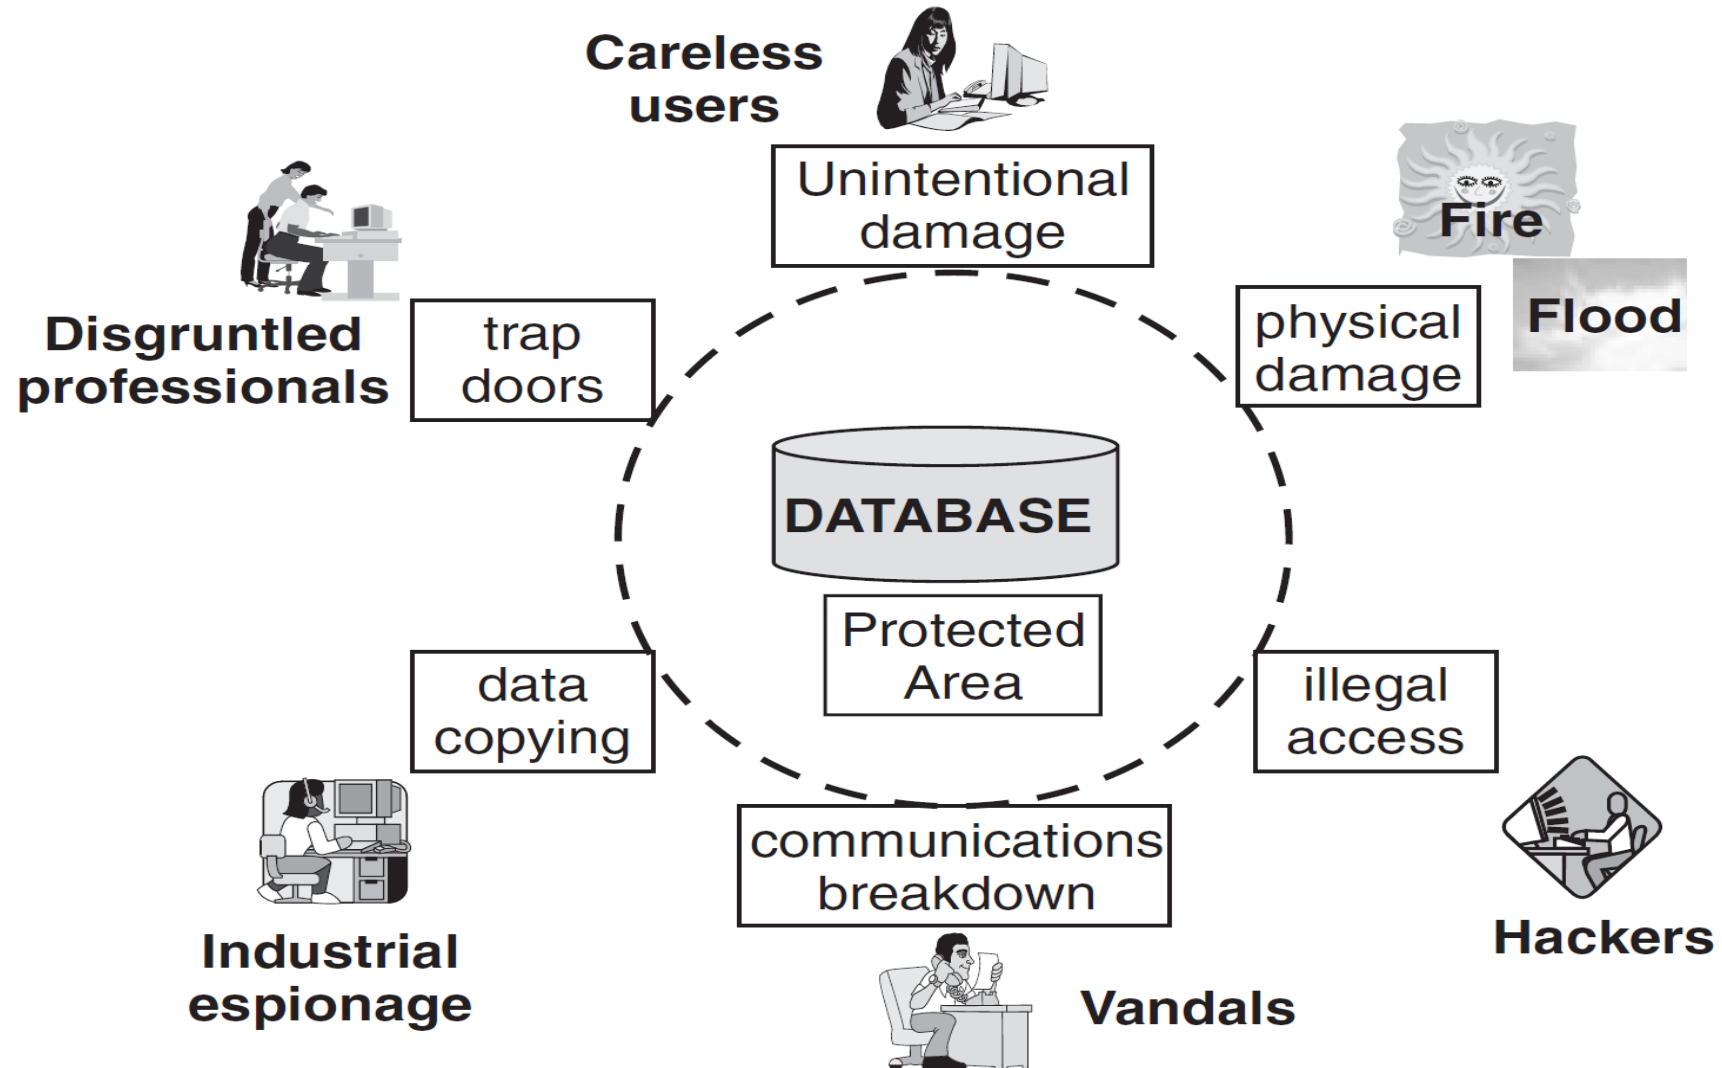 Careless
users
Unintentional
damage
Fire
Flood
physical
damage
Disgruntled
professionals
trap
doors
DATABASE
Protected
Area
data
copying
illegal
access
communications
breakdown
Industrial
espionage
Hackers
Vandals